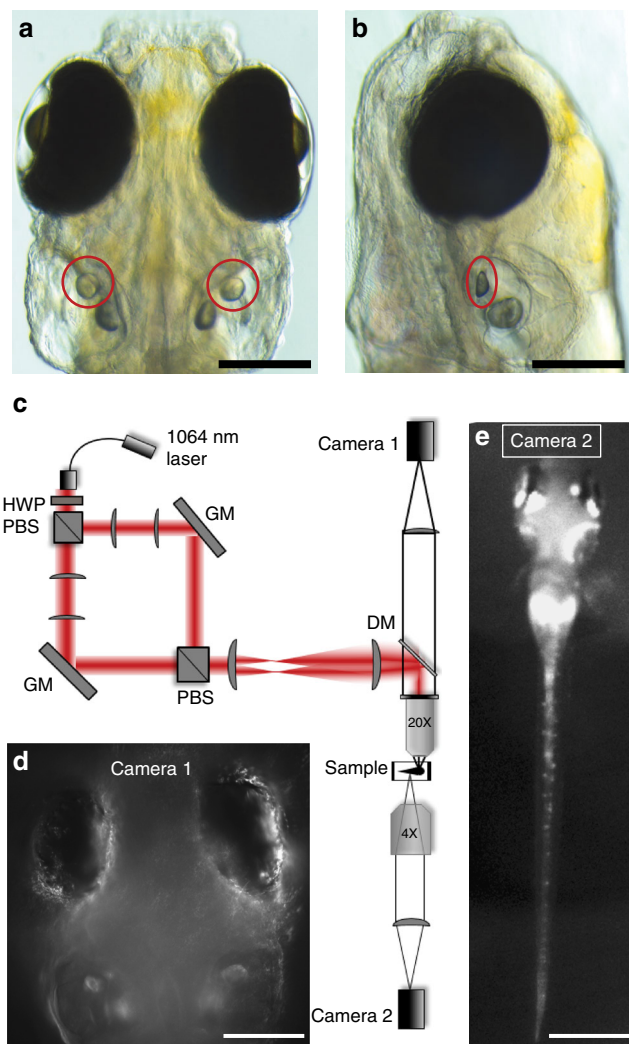 a
b
c
1064 nm
laser
HWP
PBS
GM
GM
PBS
DM
Camera 1
20X
Sample
4X
Camera 2
d
Camera 1
e
Camera 2